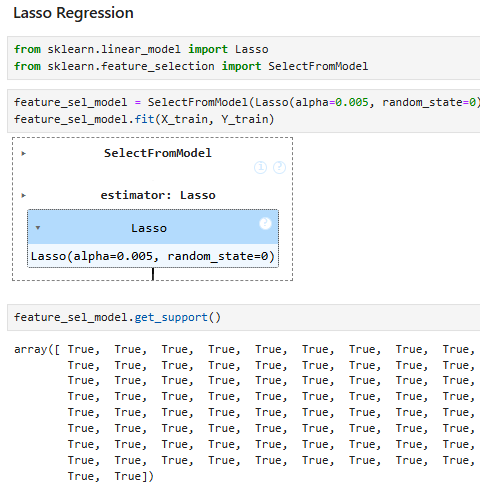 Lasso Regression
from sklearn.linear_model import Lasso
from sklearn.feature_selection import SelectFromModel
feature_sel_model = SelectFromModel(Lasso(alpha=0.005, random_state=0)
feature_sel_model.fit(X_train, Y_train)
SelectFromModel
i ?
estimator: Lasso
Lasso ?
Lasso(alpha=0.005, random_state=0)
feature_sel_model.get_support()
array([ True, True, True, True, True, True, True, True, True,
True, True, True, True, True, True, True, True, True,
True, True, True, True, True, True, True, True, True,
True, True, True, True, True, True, True, True, True,
True, True, True, True, True, True, True, True, True,
True, True, True, True, True, True, True, True, True,
True, True, True, True, True, True, True, True, True,
True, True, True, True, True, True, True, True, True,
True, True])